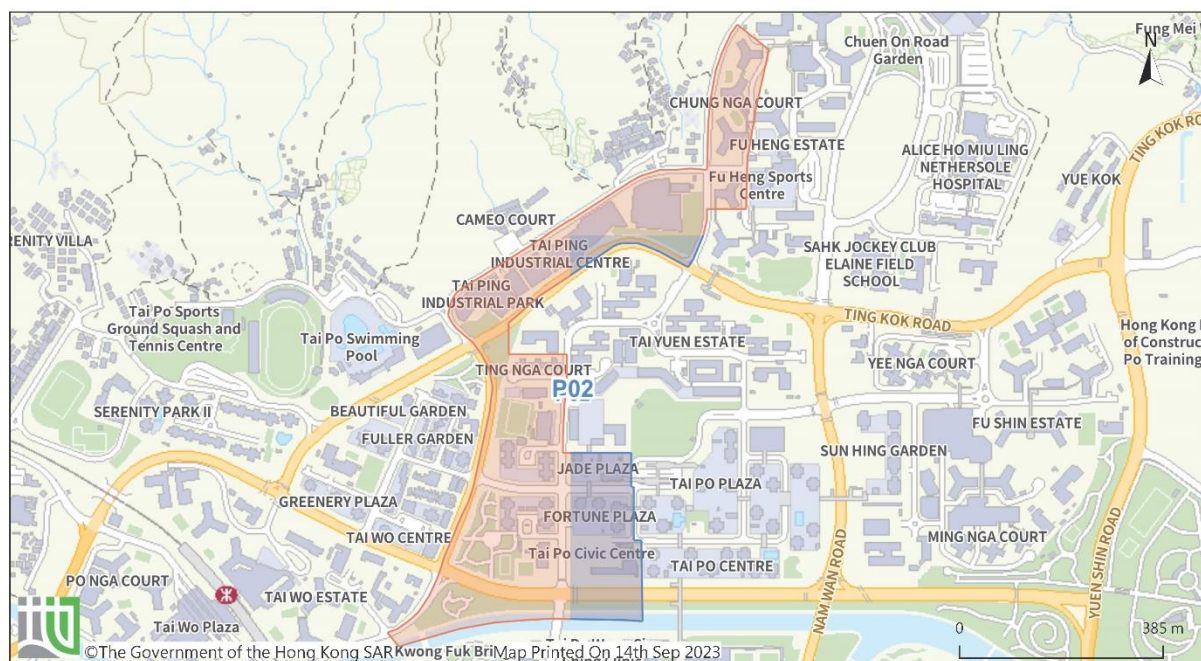 Fung Mei
N
Chuen On Road
Garden
CHUNG NGA COURT
TING KOK ROAD
FU HENG ESTATE
ALICE HO MIU LING
NETHERSOLE
HOSPITAL
YUE KOK
Fu Heng Sports
Centre
CAMEO COURT
TAI PING
INDUSTRIAL CENTRE
SAHK JOCKEY CLUB
ELAINE FIELD
SCHOOL
RENITY VILLA
TAI PING
INDUSTRIAL PARK
Tai Po Sports
Ground Squash and
Tennis Centre
Tai Po Swimming
Pool
TING KOK ROAD
Hong Kong
of Construc
Po Training
TAI YUEN ESTATE
YEE NGA COURT
TING NGA COURT
P02
BEAUTIFUL GARDEN
SERENITY PARK II
FU SHIN ESTATE
FULLER GARDEN
SUN HING GARDEN
JADE PLAZA
TAI PO PLAZA
GREENERY PLAZA
FORTUNE PLAZA
TAI WO CENTRE
MING NGA COURT
Tai Po Civic Centre
TAI PO CENTRE
PO NGA COURT
TAI WO ESTATE
NAM WAN ROAD
YUEN SHIN ROAD
Tai Wo Plaza
0
385 m
©The Government of the Hong Kong SAR
Kwong Fuk Bri
Map Printed On 14th Sep 2023